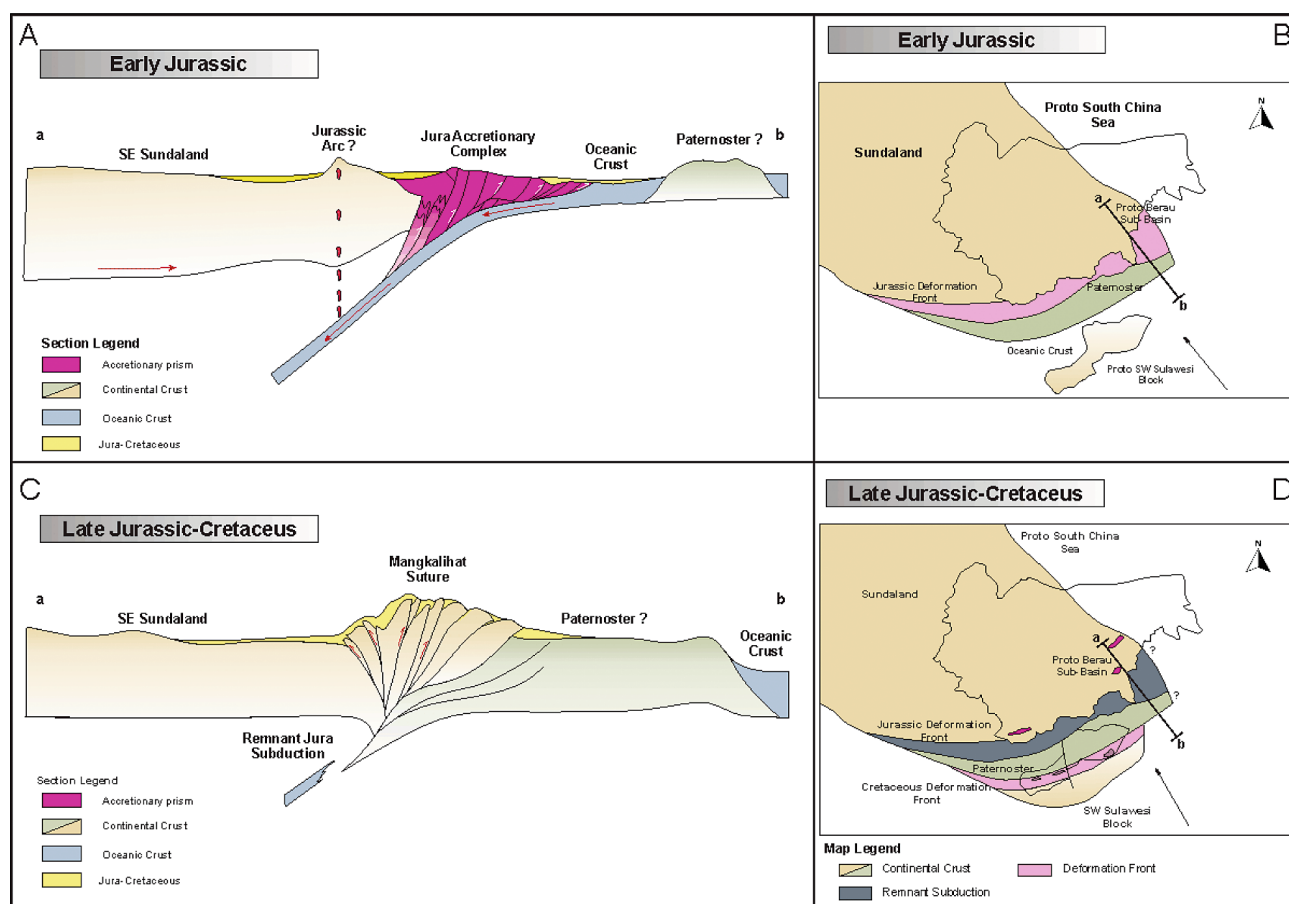 A
Early Jurassic
a
SE Sundaland
Jurassic
Arc ?
Jura Accretionary
Complex
Oceanic
Crust
Paternoster ?
b
Section Legend
Accretionary prism
Continental Crust
Oceanic Crust
Jura-Cretaceous
B
Early Jurassic
Proto South China
Sea
N
Sundaland
a
Proto Berau
Sub-Basin
Jurassic Deformation
Front
Paternoster
b
Oceanic Crust
Proto SW Sulawesi
Block
C
Late Jurassic-Cretaceus
Mangkalihat
Suture
a
SE Sundaland
Paternoster ?
b
Oceanic
Crust
Remnant Jura
Subduction
Section Legend
Accretionary prism
Continental Crust
Oceanic Crust
Jura-Cretaceous
D
Late Jurassic-Cretaceus
Proto South China
Sea
N
Sundaland
a
?
Proto Berau
Sub-Basin
?
Jurassic Deformation
Front
b
Paternoster
Cretaceous Deformation
Front
SW Sulawesi
Block
Map Legend
Continental Crust
Deformation Front
Remnant Subduction